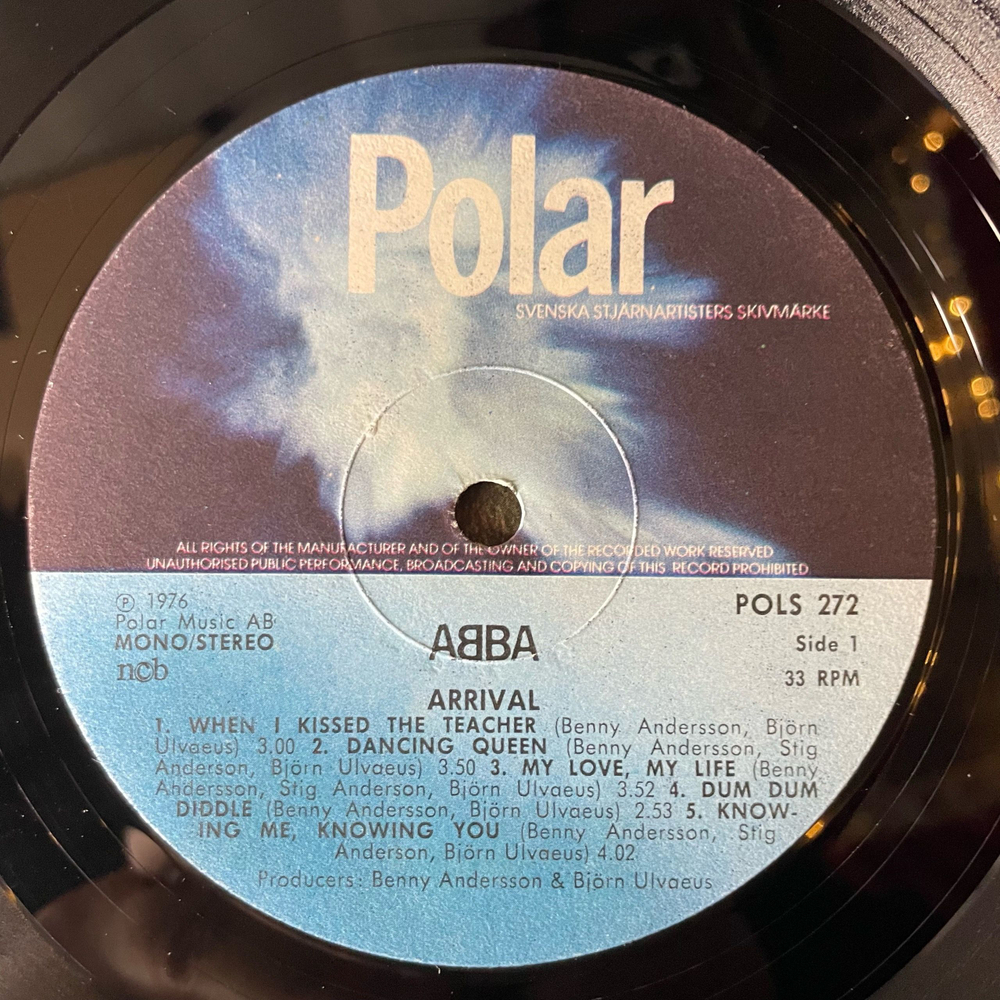 Polar
SVENSKA STJÄRNARTISTERS SKIVMÄRKE
ALL RIGHTS OF THE MANUFACTURER AND OF THE OWNER OF THE RECORDED WORK RESERVED
UNAUTHORISED PUBLIC PERFORMANCE, BROADCASTING AND COPYING OF THIS RECORD PROHIBITED
Ⓟ 1976
Polar Music AB
MONO/STEREO
n©b
POLS 272
Side 1
33 RPM
ABBA
ARRIVAL
1. WHEN I KISSED THE TEACHER (Benny Andersson, Björn
Ulvaeus) 3.00 2. DANCING QUEEN (Benny Andersson, Stig
Anderson, Björn Ulvaeus) 3.50 3. MY LOVE, MY LIFE (Benny
Andersson, Stig Anderson, Björn Ulvaeus) 3.52 4. DUM DUM
DIDDLE (Benny Andersson, Björn Ulvaeus) 2.53 5. KNOW-
ING ME, KNOWING YOU (Benny Andersson, Stig
Anderson, Björn Ulvaeus) 4.02
Producers: Benny Andersson & Björn Ulvaeus